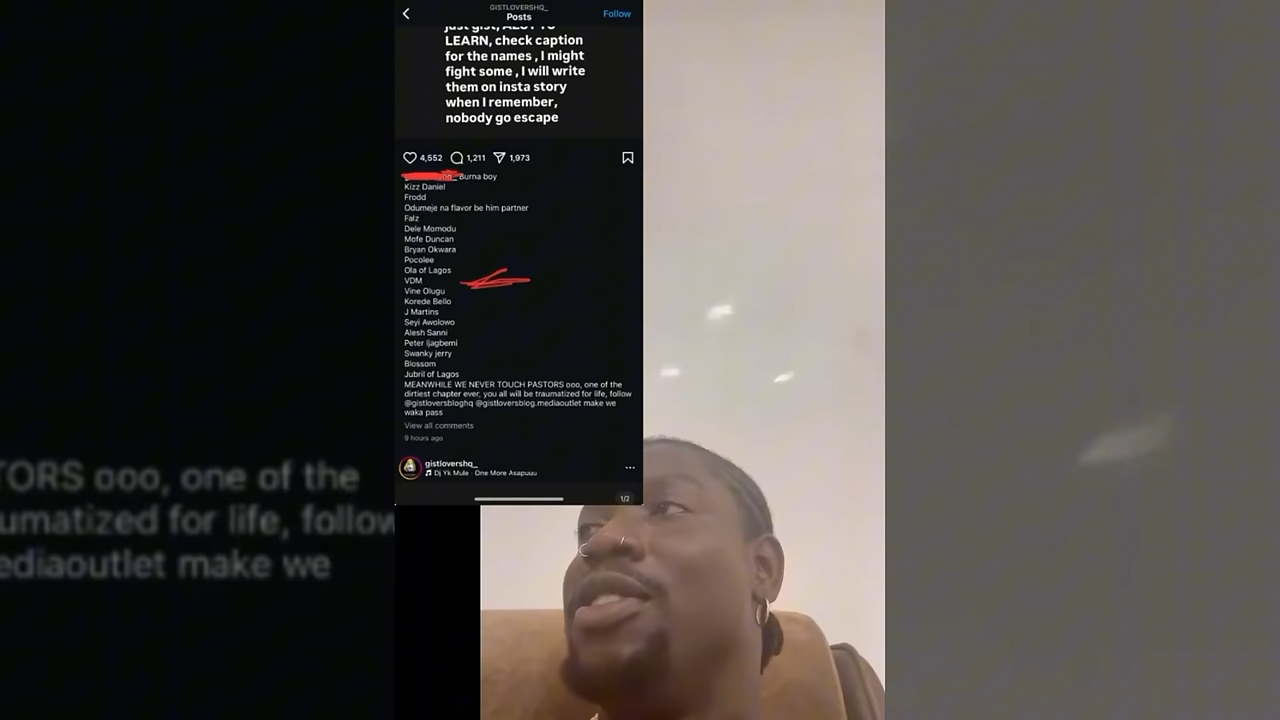 GISTLOVERSHQ_
Posts
Follow
just gist,
LEARN, check caption
for the names , I might
fight some , I will write
them on insta story
when I remember,
nobody go escape
4,552 1,211 1,973
Burna boy
Kizz Daniel
Frodd
Odumeje na flavor be him partner
Falz
Dele Momodu
Mofe Duncan
Bryan Okwara
Pocolee
Ola of Lagos
VDM
Vine Olugu
Korede Bello
J Martins
Seyi Awolowo
Alesh Sanni
Peter Ijagbemi
Swanky jerry
Blossom
Jubril of Lagos
MEANWHILE WE NEVER TOUCH PASTORS ooo, one of the
dirtiest chapter ever, you all will be traumatized for life, follow
@gistloversbloghq @gistloversblog.mediaoutlet make we
waka pass
View all comments
9 hours ago
gistlovershq_
Dj Yk Mule · One More Asapuuu
1/2
TORS ooo, one of the
umatized for life, follow
ediaoutlet make we